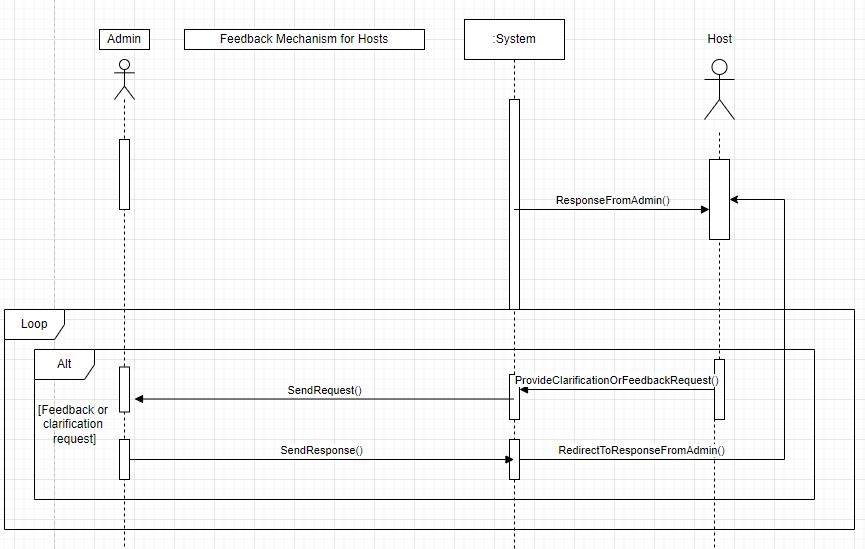 Admin
Feedback Mechanism for Hosts
:System
Host
ResponseFromAdmin()
Loop
Alt
ProvideClarificationOrFeedbackRequest()
SendRequest()
[Feedback or
clarification
request]
SendResponse()
RedirectToResponseFromAdmin()